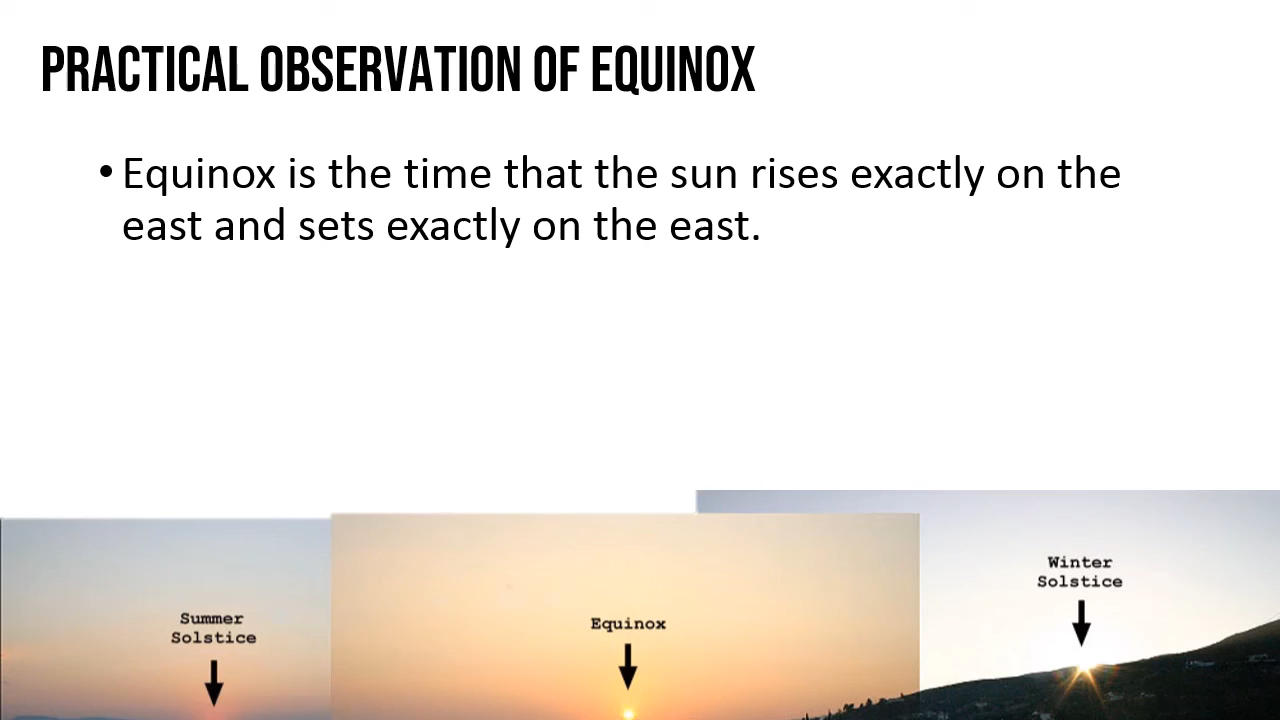 PRACTICAL OBSERVATION OF EQUINOX
• Equinox is the time that the sun rises exactly on the
east and sets exactly on the east.
Winter
Solstice
Summer
Solstice
Equinox